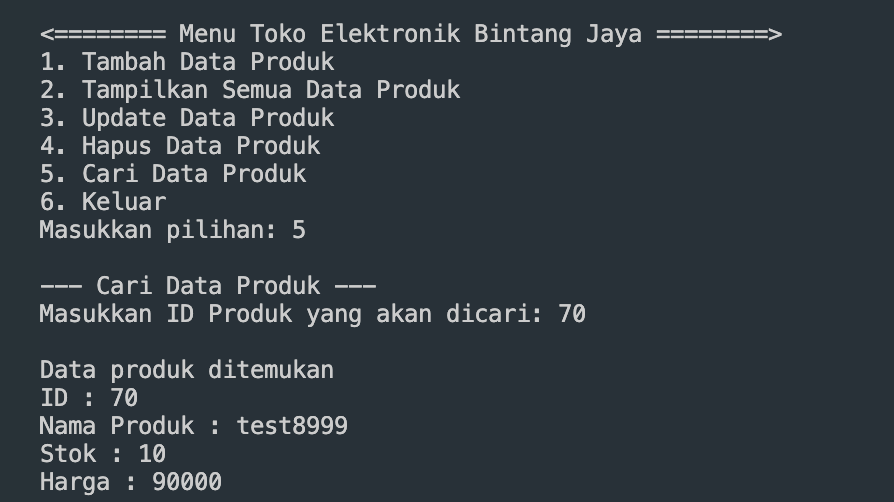 <======== Menu Toko Elektronik Bintang Jaya ========>
1. Tambah Data Produk
2. Tampilkan Semua Data Produk
3. Update Data Produk
4. Hapus Data Produk
5. Cari Data Produk
6. Keluar
Masukkan pilihan: 5
--- Cari Data Produk ---
Masukkan ID Produk yang akan dicari: 70
Data produk ditemukan
ID : 70
Nama Produk : test8999
Stok : 10
Harga : 90000